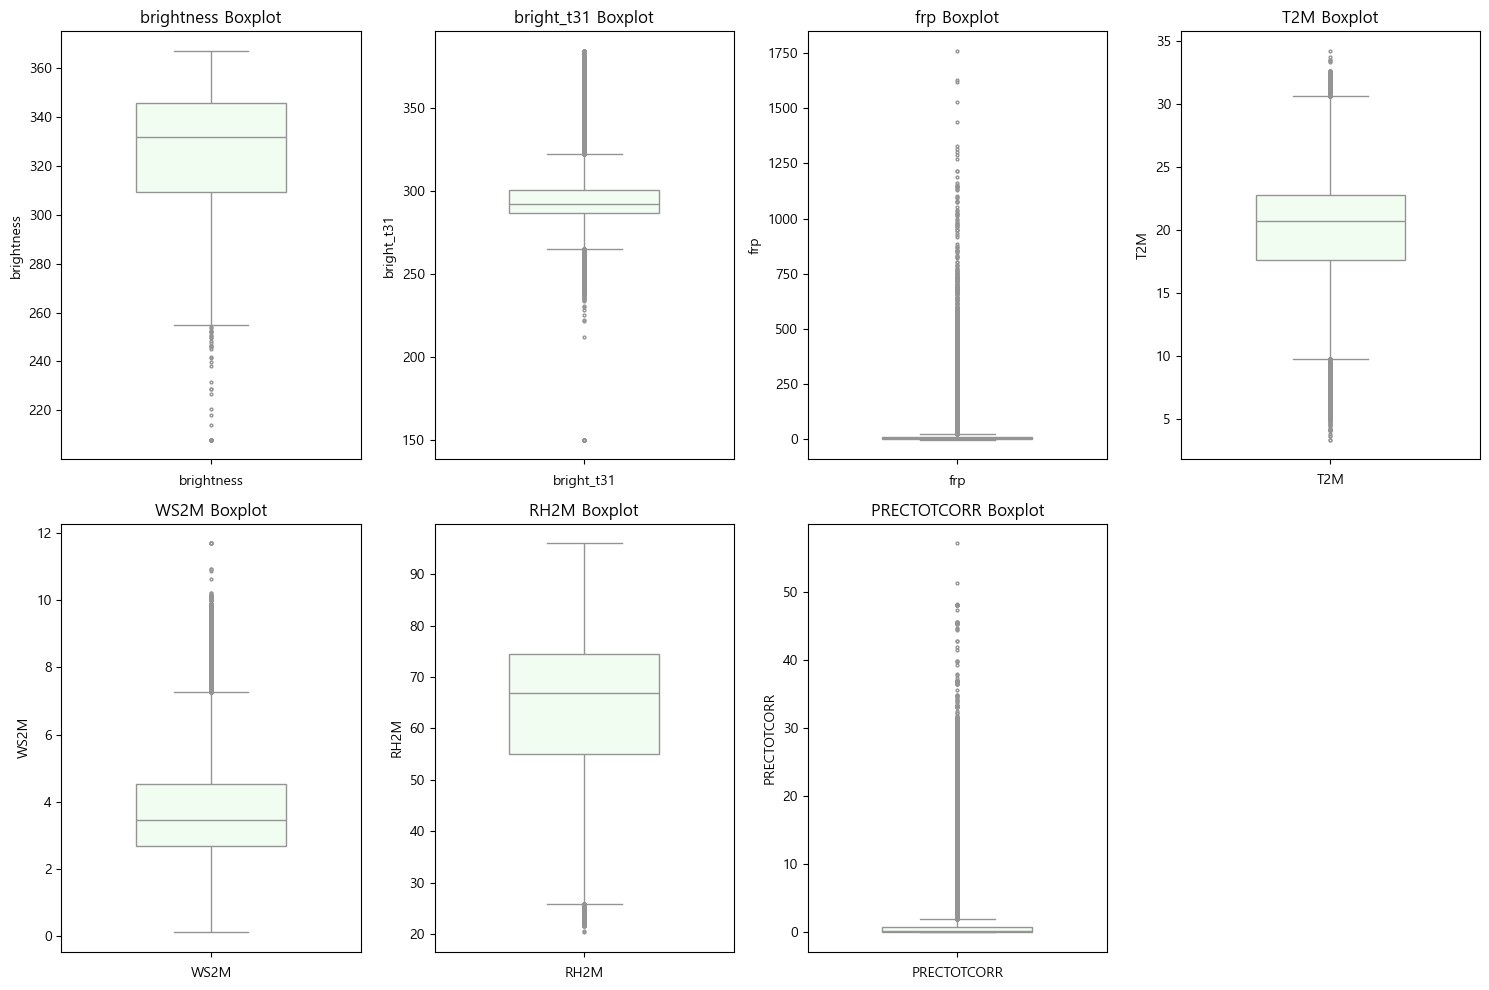 brightness Boxplot
brightness
360
340
320
300
280
260
240
220
brightness
bright_t31 Boxplot
bright_t31
350
300
250
200
150
bright_t31
frp Boxplot
frp
1750
1500
1250
1000
750
500
250
0
frp
T2M Boxplot
T2M
35
30
25
20
15
10
5
T2M
WS2M Boxplot
WS2M
12
10
8
6
4
2
0
WS2M
RH2M Boxplot
RH2M
90
80
70
60
50
40
30
20
RH2M
PRECTOTCORR Boxplot
PRECTOTCORR
50
40
30
20
10
0
PRECTOTCORR